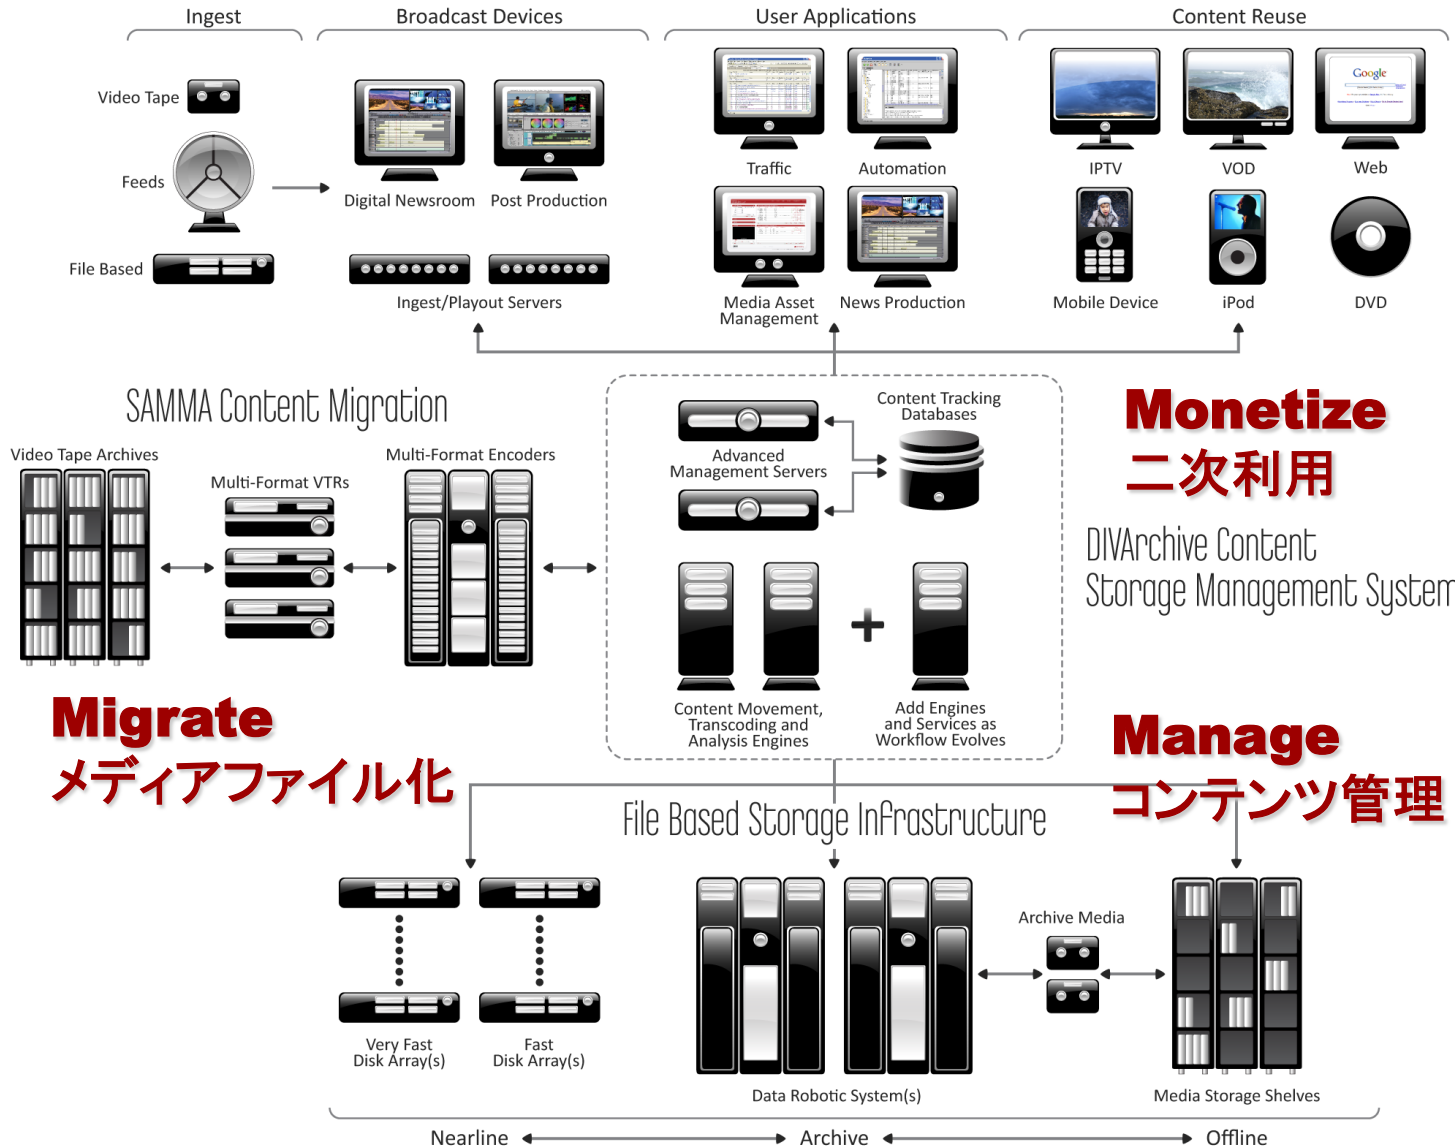 Ingest
Broadcast Devices
User Applications
Content Reuse
Video Tape
Feeds
File Based
Digital Newsroom
Post Production
Ingest/Playout Servers
Traffic
Automation
Media Asset
Management
News Production
Google
IPTV
VOD
Web
Mobile Device
iPod
DVD
SAMMA Content Migration
Video Tape Archives
Multi-Format VTRs
Multi-Format Encoders
Content Tracking
Databases
Advanced
Management Servers
Monetize
二次利用
DIVArchive Content
Storage Management System
Content Movement,
Transcoding and
Analysis Engines
Add Engines
and Services as
Workflow Evolves
Migrate
メディアファイル化
Manage
コンテンツ管理
File Based Storage Infrastructure
Very Fast
Disk Array(s)
Fast
Disk Array(s)
Data Robotic System(s)
Archive Media
Media Storage Shelves
Nearline
Archive
Offline